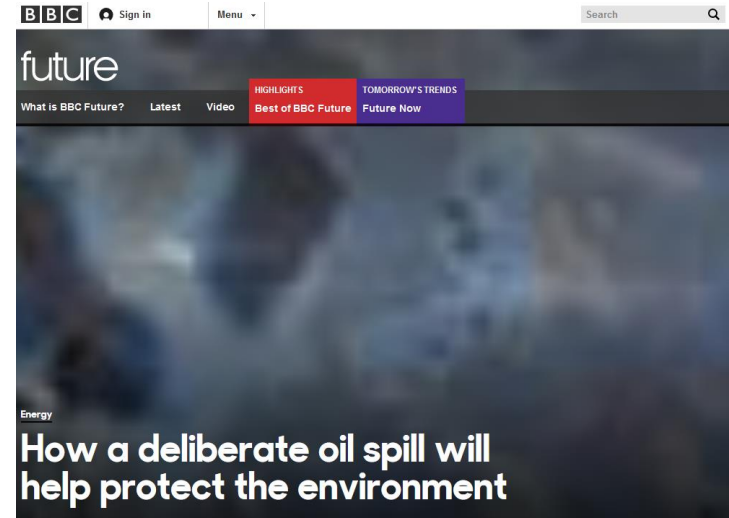 BBC Sign in Menu Search
future
HIGHLIGHTS TOMORROW'S TRENDS
What is BBC Future? Latest Video Best of BBC Future Future Now
Energy
How a deliberate oil spill will
help protect the environment